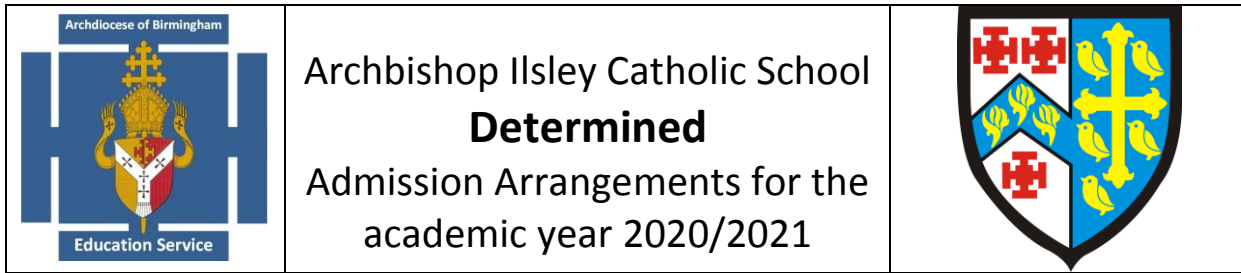 Archdiocese of Birmingham
Education Service
Archbishop Ilsley Catholic School
Determined
Admission Arrangements for the
academic year 2020/2021